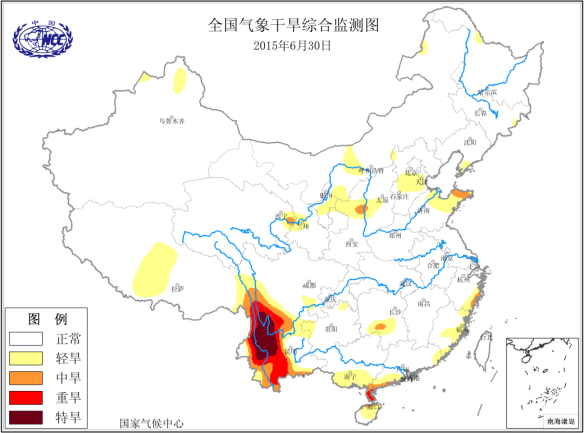 中 国
NCC
全国气象干旱综合监测图
2015年6月30日
哈尔滨
长春
乌鲁木齐
沈阳
呼和浩特
北京
天津
银川
太原
石家庄
济南
西宁
兰州
西安
郑州
南京
合肥
上海
拉萨
成都
武汉
杭州
重庆
南昌
长沙
贵阳
福州
昆明
台北
南宁
海口
图 例
正常
轻旱
中旱
重旱
特旱
国家气候中心
南海诸岛